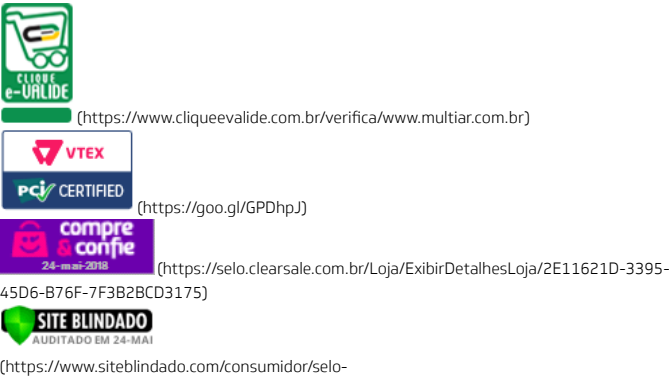 CLIQUE
e-VALIDE
(https://www.cliqueevalide.com.br/verifica/www.multiar.com.br)
VTEX
PCI CERTIFIED
(https://goo.gl/GPDhpJ)
compre
& confie
24-mai-2018
(https://selo.clearsale.com.br/Loja/ExibirDetalhesLoja/2E11621D-3395-
45D6-B76F-7F3B2BCD3175)
SITE BLINDADO
AUDITADO EM 24-MAI
(https://www.siteblindado.com/consumidor/selo-